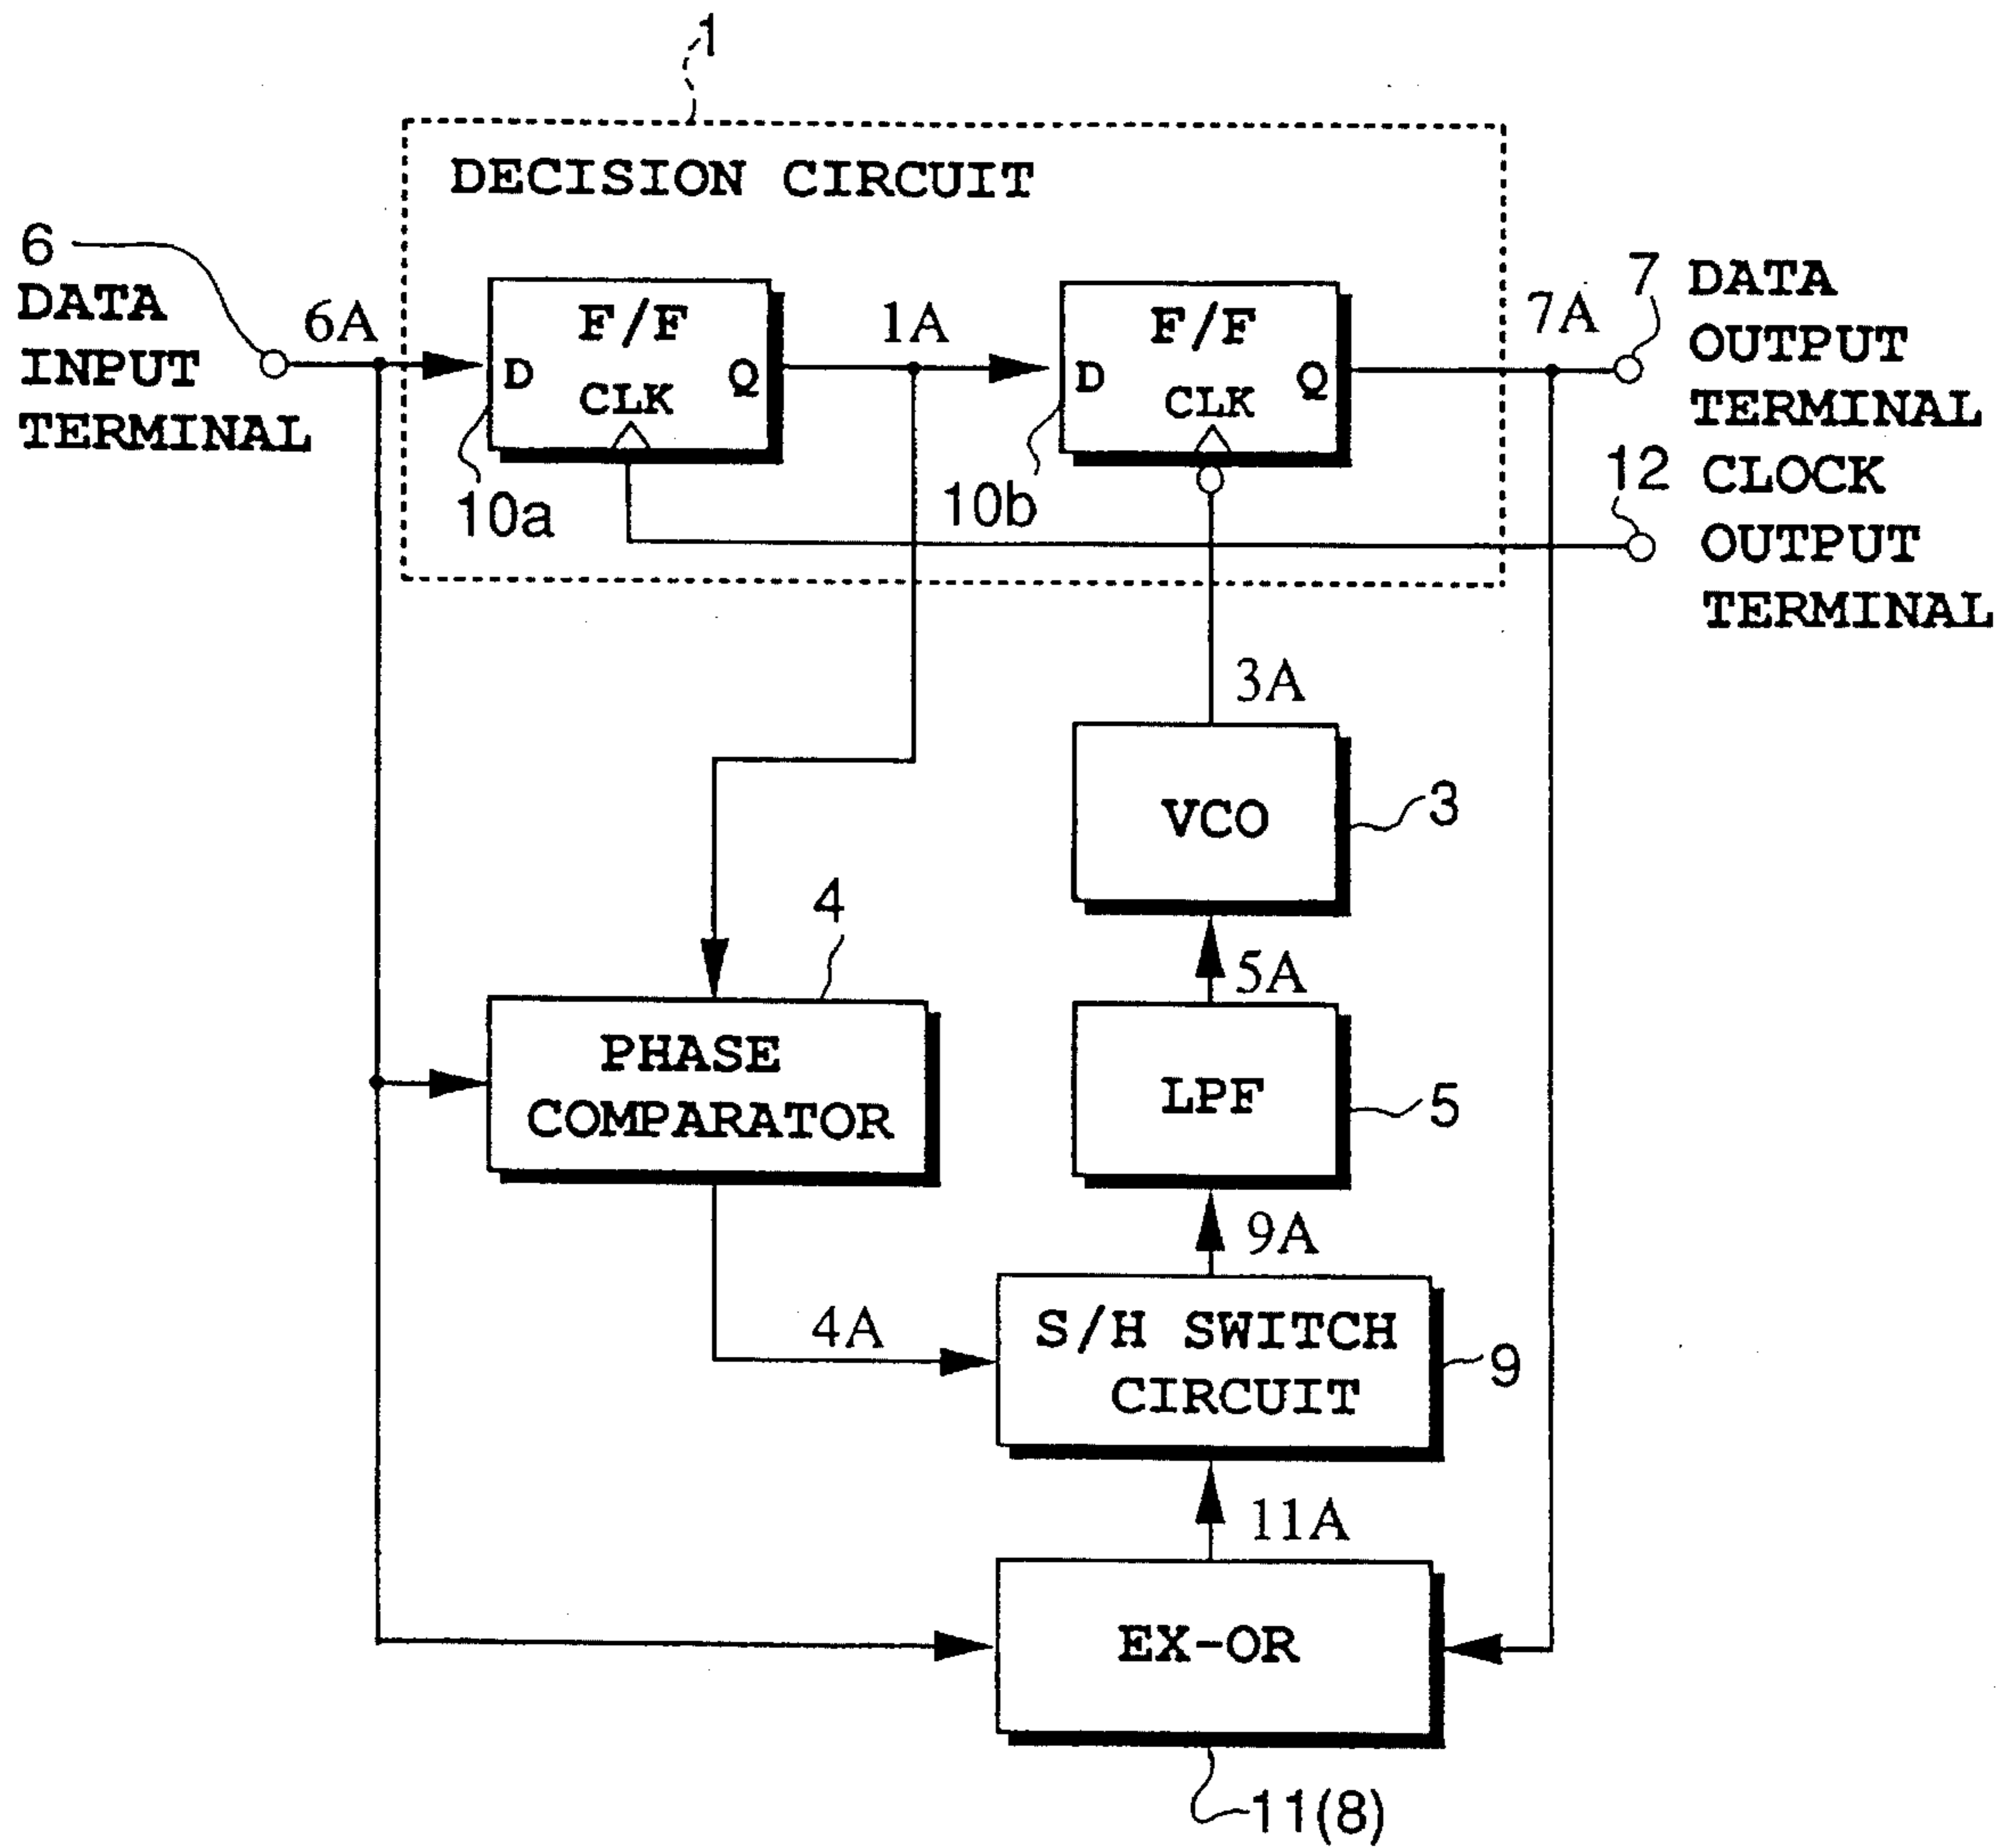 1
DECISION CIRCUIT
6
DATA
INPUT
TERMINAL
6A
F/F
D
Q
CLK
10a
1A
F/F
D
Q
CLK
10b
7A
7 DATA
OUTPUT
TERMINAL
12 CLOCK
OUTPUT
TERMINAL
3A
VCO
3
4
5A
PHASE
COMPARATOR
LPF
5
9A
4A
S/H SWITCH
CIRCUIT
9
11A
EX-OR
11(8)